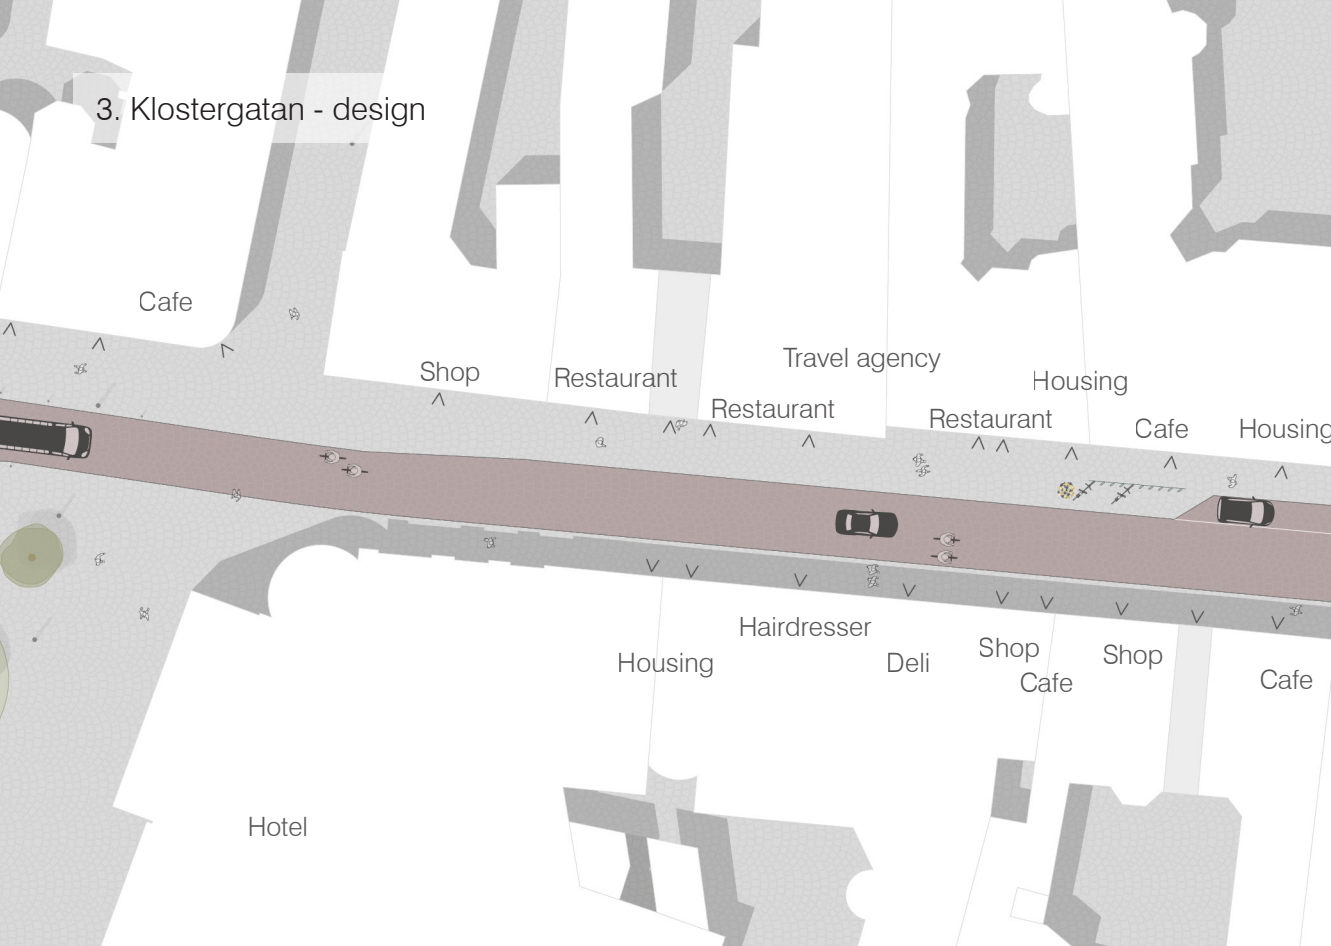 3. Klostergatan - design
Cafe
Shop
Restaurant
Restaurant
Travel agency
Restaurant
Housing
Cafe
Housing
Housing
Hairdresser
Deli
Shop
Cafe
Shop
Cafe
Hotel